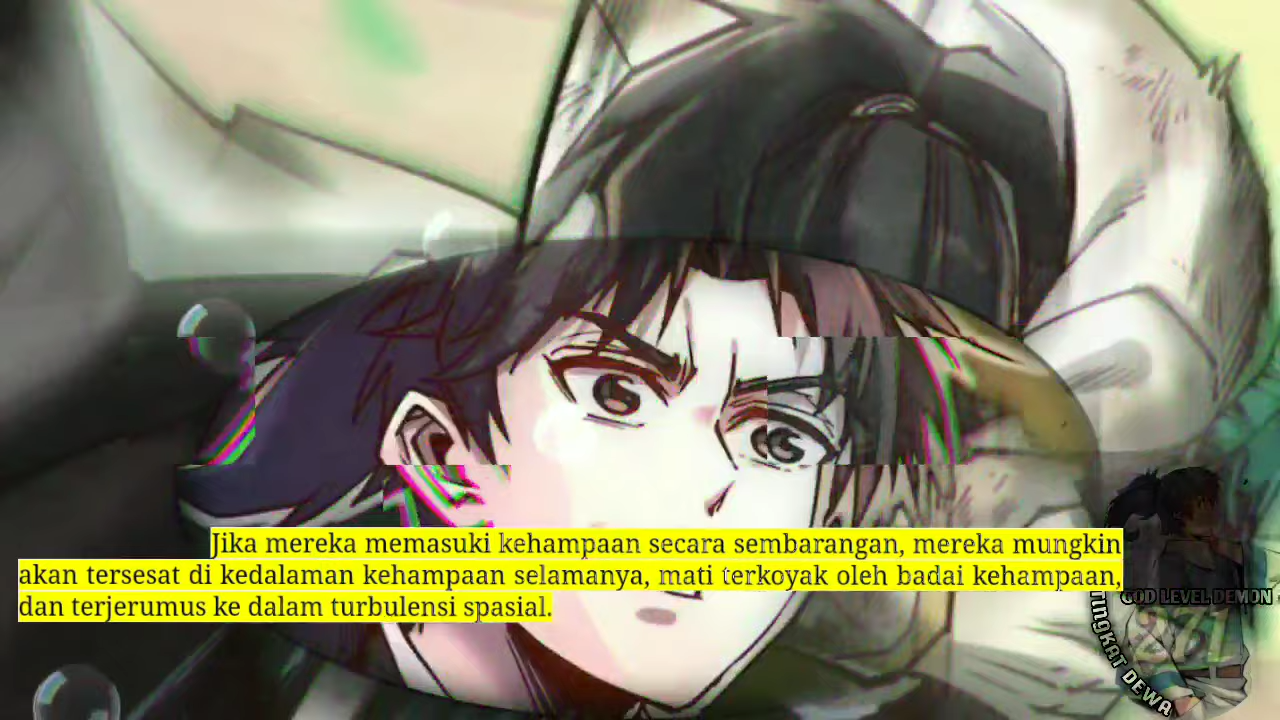 Jika mereka memasuki kehampaan secara sembarangan, mereka mungkin
akan tersesat di kedalaman kehampaan selamanya, mati terkoyak oleh badai kehampaan,
dan terjerumus ke dalam turbulensi spasial.
GOD LEVEL DEMON
261
TINGKAT DEWA